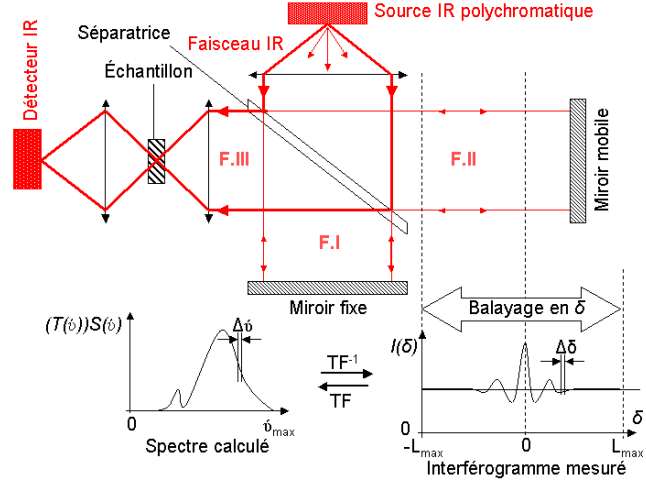 Source IR polychromatique
Séparatrice
Faisceau IR
Échantillon
Détecteur IR
F.III
F.II
Miroir mobile
F.I
Miroir fixe
Balayage en δ
(T(ύ))S(ύ)
Δύ
TF-1
TF
I(δ)
Δδ
0
ύmax
Spectre calculé
0
δ
-Lmax
0
Lmax
Interférogramme mesuré